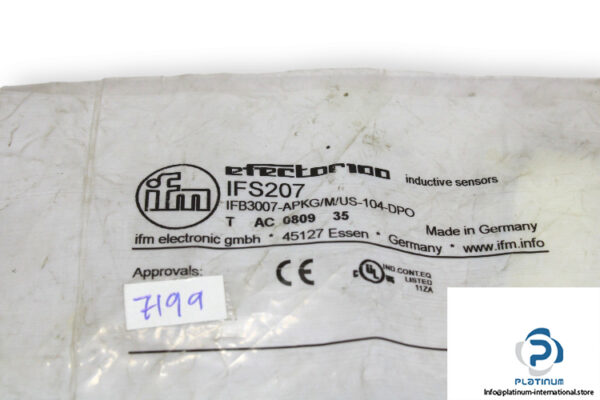 ifm
efector100 inductive sensors
IFS207
IFB3007-APKG/M/US-104-DPO
T AC 0809 35 Made in Germany
ifm electronic gmbh * 45127 Essen * Germany * www.ifm.info
Approvals:
CE
c UL US IND.CONT.EQ
LISTED
11ZA
7199
P
PLATINUM
Info@platinum-international.store